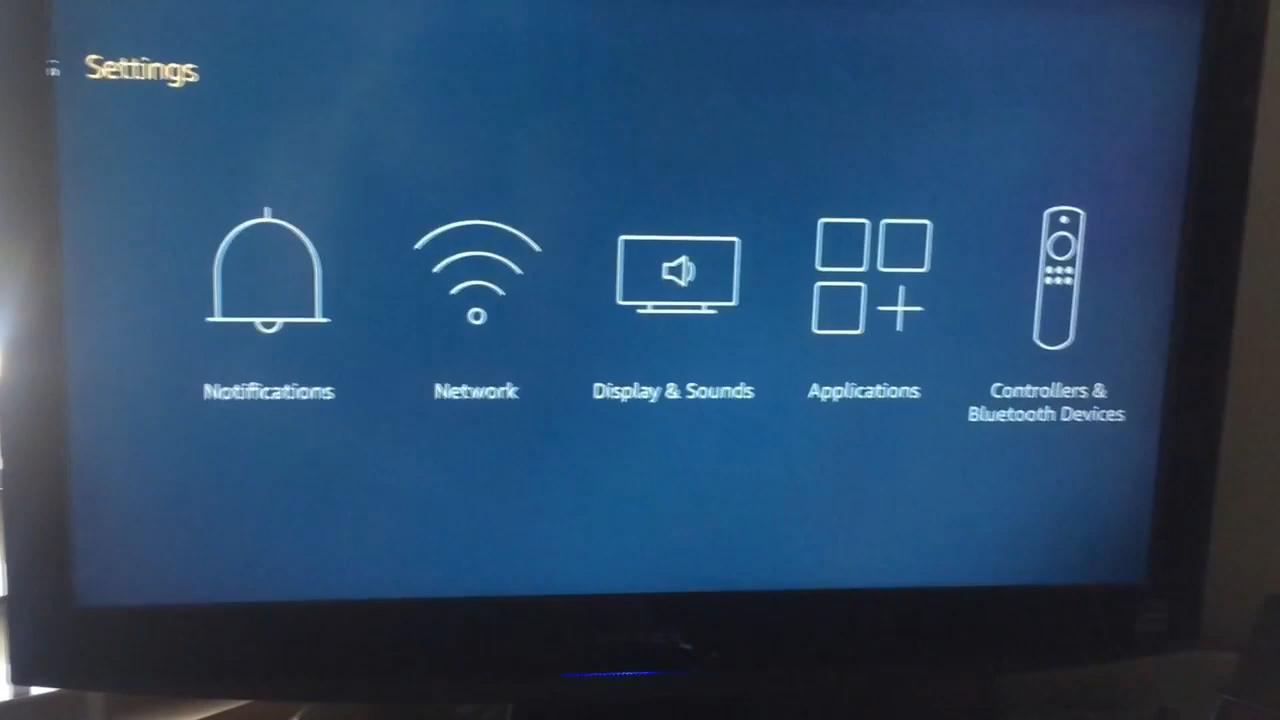 Settings
Notifications
Network
Display & Sounds
Applications
Controllers &
Bluetooth Devices